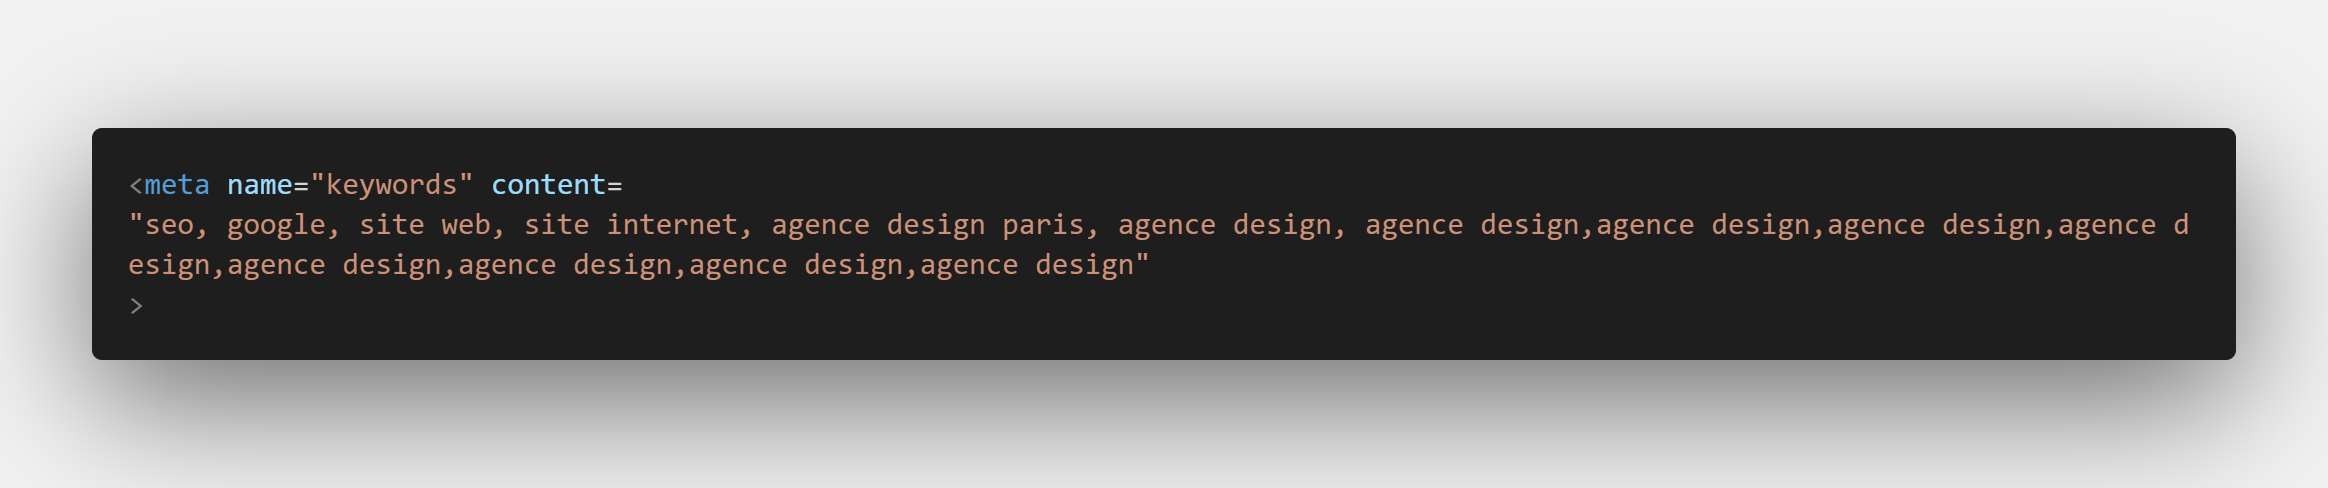 <meta name="keywords" content=
"seo, google, site web, site internet, agence design paris, agence design, agence design,agence design,agence design,agence d
esign,agence design,agence design,agence design,agence design"
>